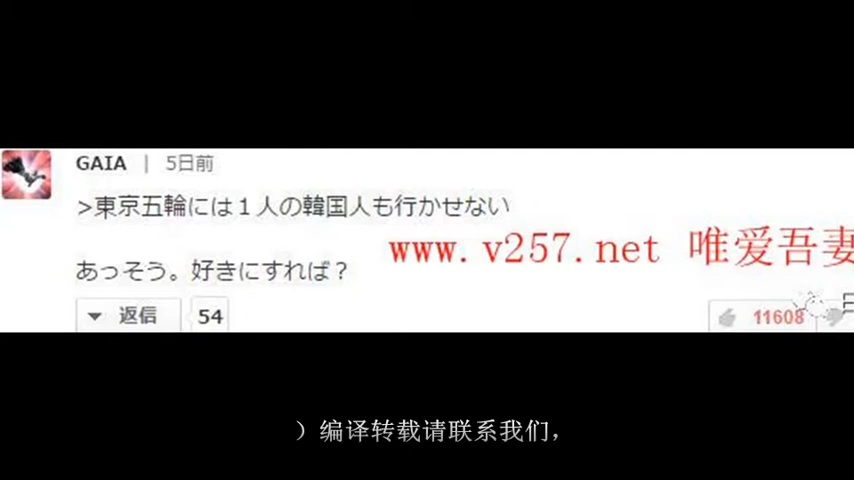 GAIA | 5日前
>東京五輪には１人の韓国人も行かせない
www.v257.net 唯爱吾妻
あっそう。好きにすれば？
返信 54
11608
）编译转载请联系我们，